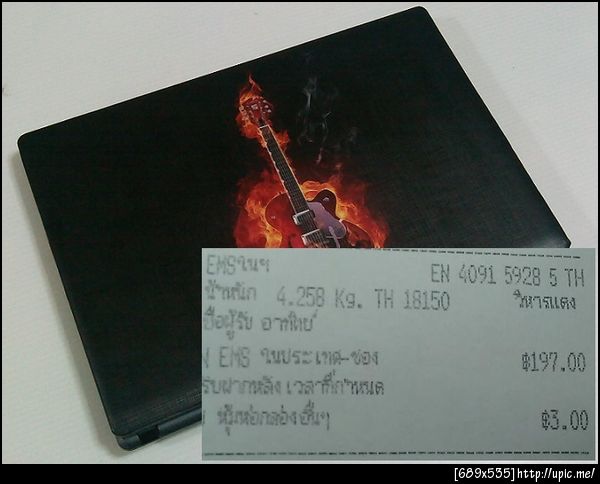 EMSในฯ
EN 4091 5928 5 TH
น้ำหนัก 4.258 Kg. TH 18150 วิหารแดง
ชื่อผู้รับ อาทิตย์
EMS ในประเทศ-ซอง $197.00
รับฝากหลังเวลาที่กำหนด
หุ้มห่อกล่องอื่นๆ $3.00
[689x555]http://upic.me/